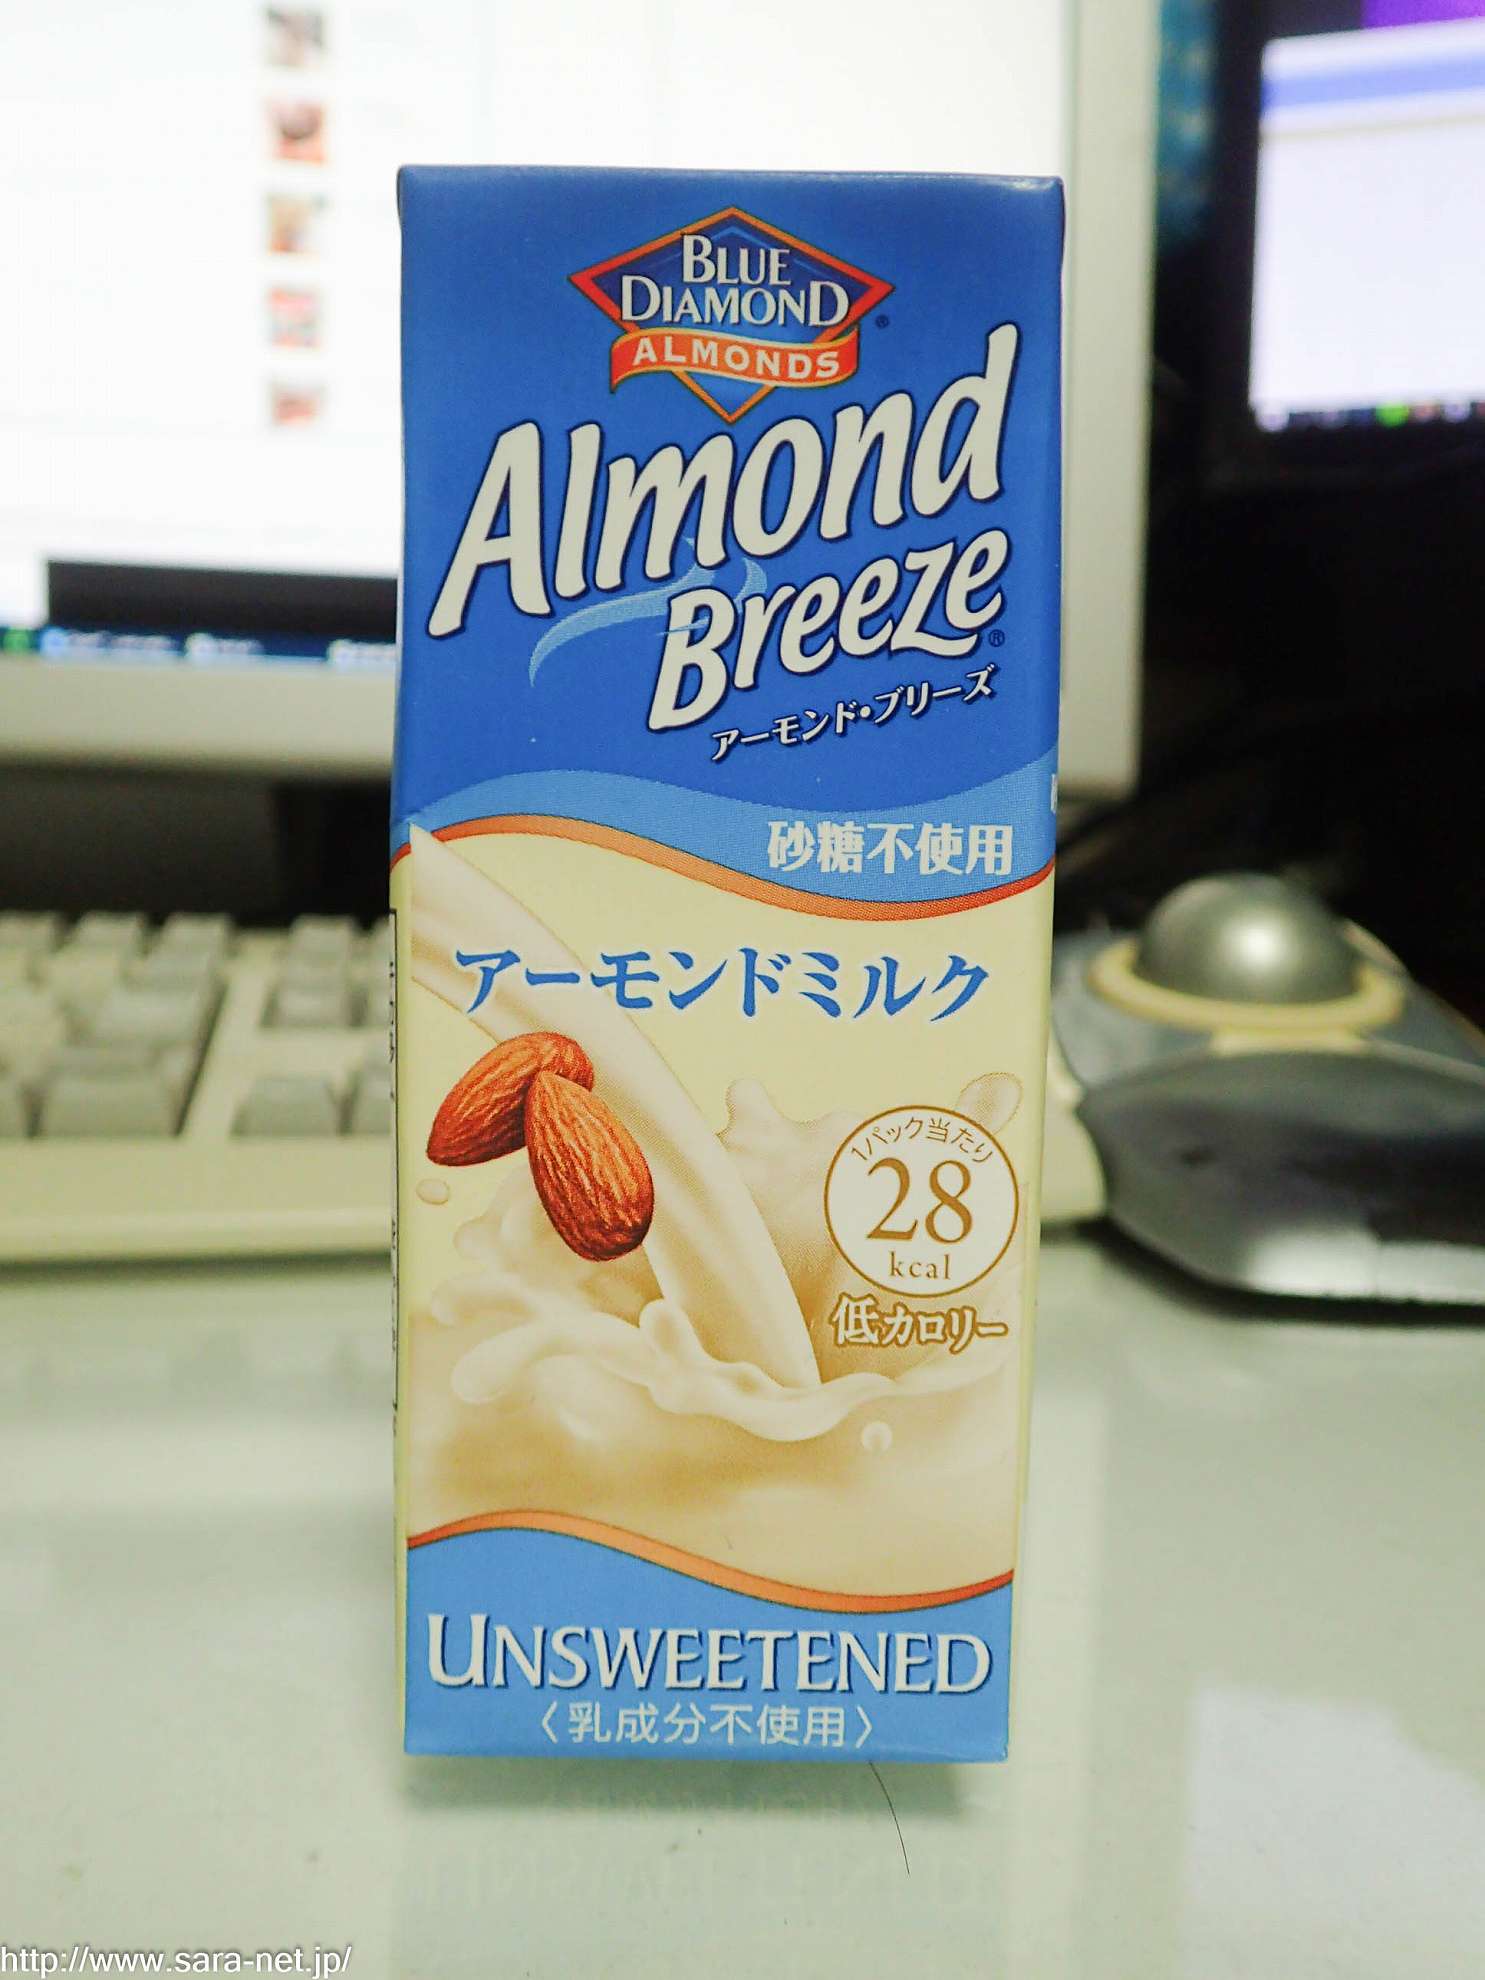 BLUE
DIAMOND
ALMONDS
Almond
Breeze
アーモンド・ブリーズ
砂糖不使用
アーモンドミルク
1パック当たり
28
kcal
低カロリー
UNSWEETENED
〈乳成分不使用〉
http://www.sara-net.jp/